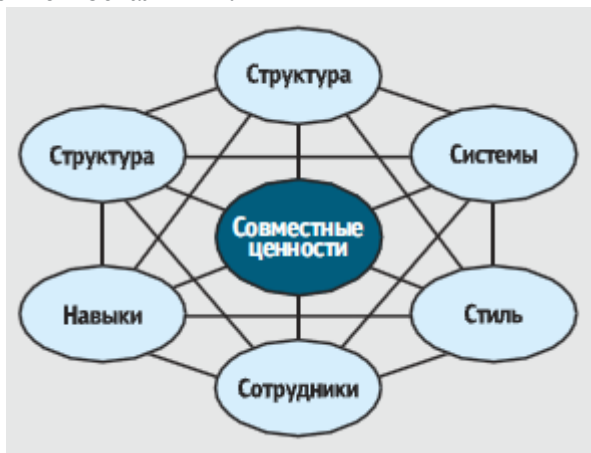 Структура
Структура
Системы
Совместные
ценности
Навыки
Стиль
Сотрудники